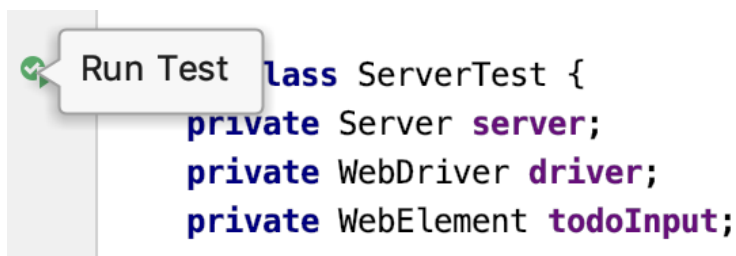 Run Test
lass ServerTest {
private Server server;
private WebDriver driver;
private WebElement todoInput;